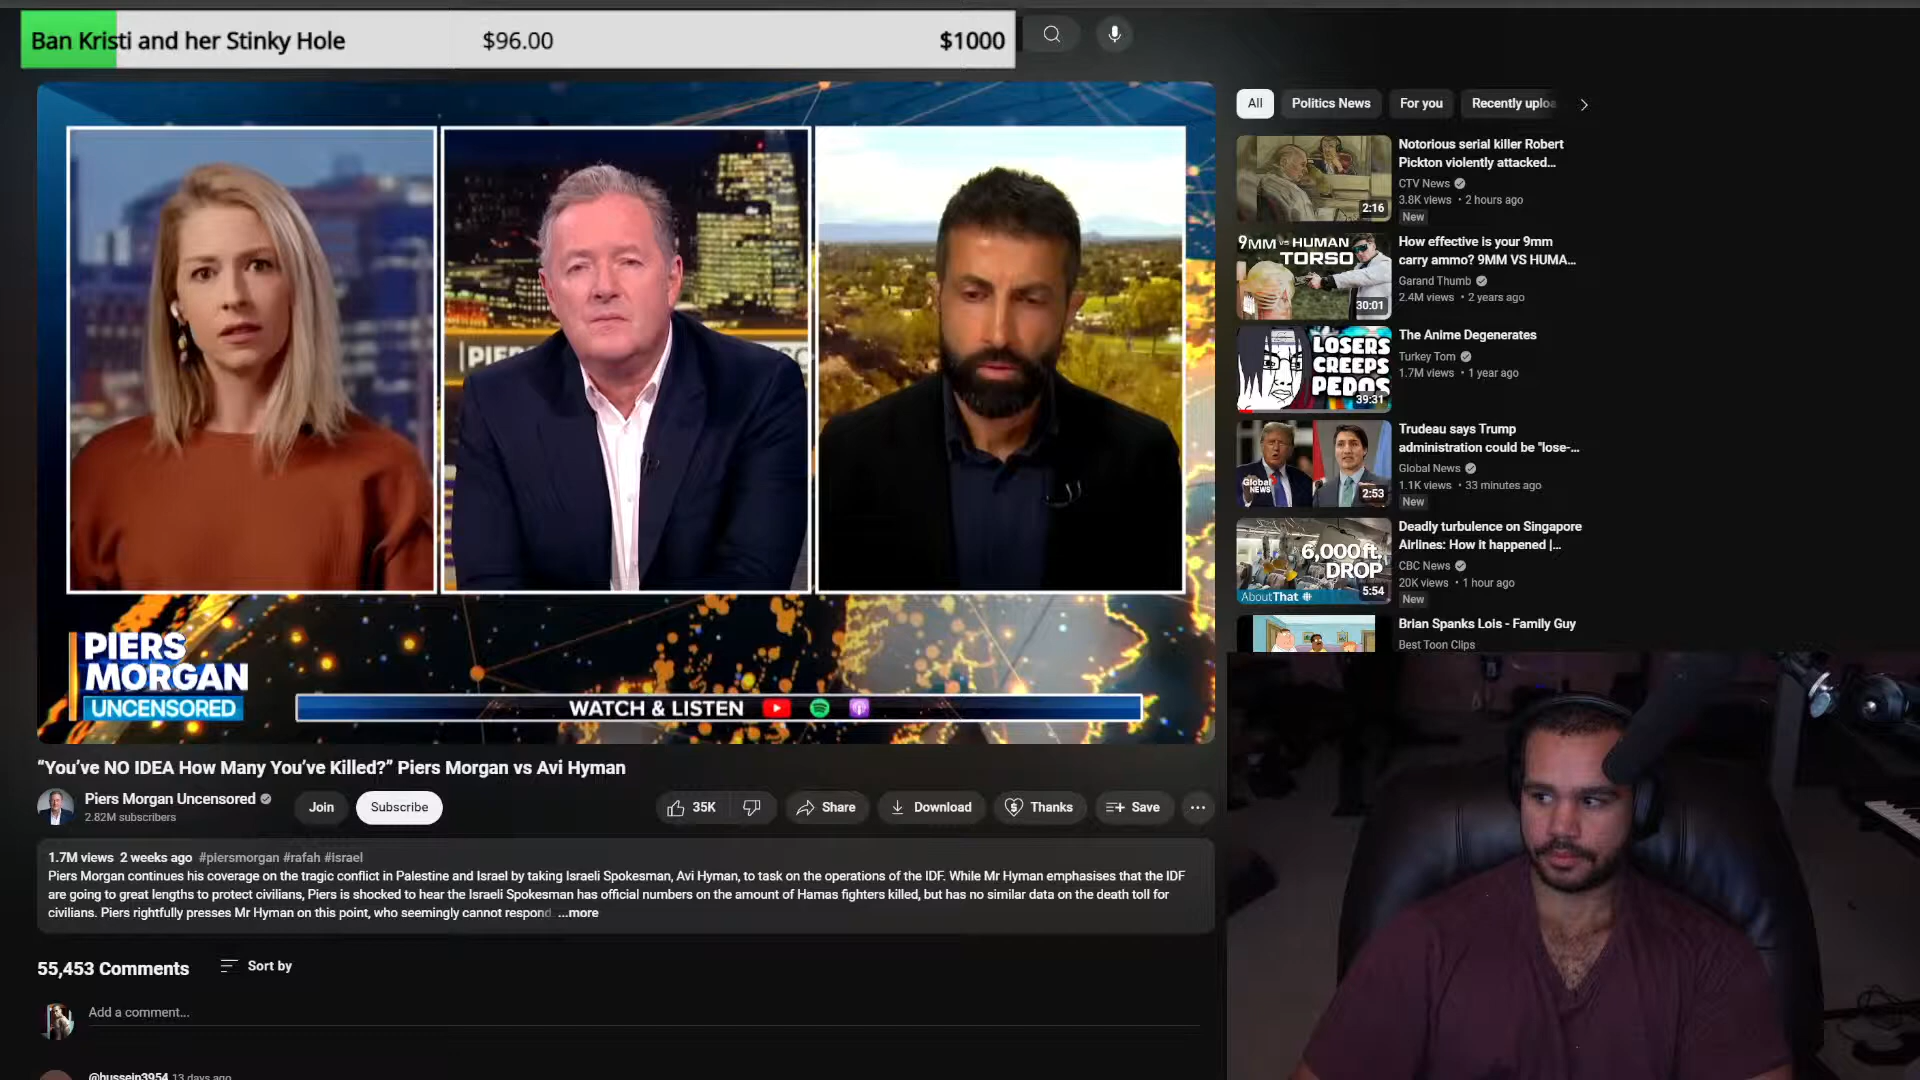 Ban Kristi and her Stinky Hole $96.00 $1000
PIERS
MORGAN
UNCENSORED
WATCH & LISTEN
“You’ve NO IDEA How Many You’ve Killed?” Piers Morgan vs Avi Hyman
Piers Morgan Uncensored
2.82M subscribers
Join
Subscribe
35K
Share
Download
Thanks
Save
1.7M views 2 weeks ago #piersmorgan #rafah #israel
Piers Morgan continues his coverage on the tragic conflict in Palestine and Israel by taking Israeli Spokesman, Avi Hyman, to task on the operations of the IDF. While Mr Hyman emphasises that the IDF
are going to great lengths to protect civilians, Piers is shocked to hear the Israeli Spokesman has official numbers on the amount of Hamas fighters killed, but has no similar data on the death toll for
civilians. Piers rightfully presses Mr Hyman on this point, who seemingly cannot respond. ...more
55,453 Comments
Sort by
Add a comment...
@hussein3954 13 days ago
All
Politics News
For you
Recently uploa
Notorious serial killer Robert
Pickton violently attacked...
CTV News
3.8K views • 2 hours ago
New
2:16
9MM VS HUMAN
TORSO
30:01
How effective is your 9mm
carry ammo? 9MM VS HUMA...
Garand Thumb
2.4M views • 2 years ago
LOSERS
CREEPS
PEDOS
39:31
The Anime Degenerates
Turkey Tom
1.7M views • 1 year ago
Global
NEWS
2:53
Trudeau says Trump
administration could be "lose-...
Global News
1.1K views • 33 minutes ago
New
6,000 ft.
DROP
About That
5:54
Deadly turbulence on Singapore
Airlines: How it happened |...
CBC News
20K views • 1 hour ago
New
Brian Spanks Lois - Family Guy
Best Toon Clips